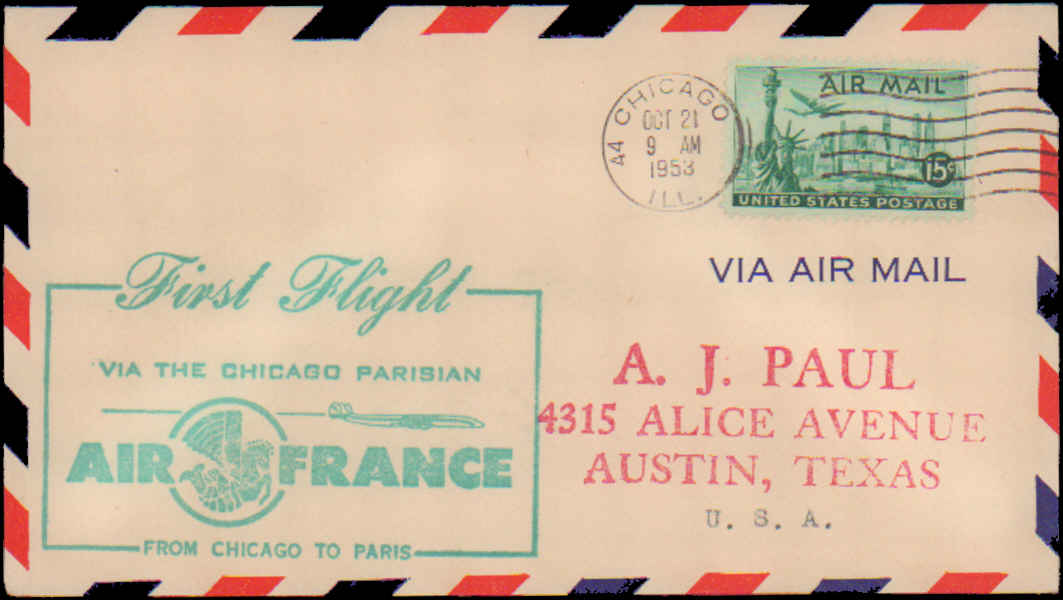 A4 CHICAGO
OCT 21
9 AM
1953
ILL.
AIR MAIL
15¢
UNITED STATES POSTAGE
VIA AIR MAIL
First Flight
VIA THE CHICAGO PARISIAN
AIR FRANCE
FROM CHICAGO TO PARIS
A. J. PAUL
4315 ALICE AVENUE
AUSTIN, TEXAS
U. S. A.